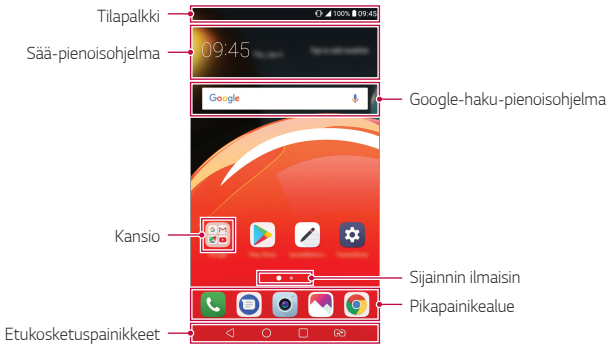 Tilapalkki
100% 09:45
Sää-pienoisohjelma
09:45
Google
Google-haku-pienoisohjelma
Kansio
Sijainnin ilmaisin
Pikapainikealue
Etukosketuspainikkeet